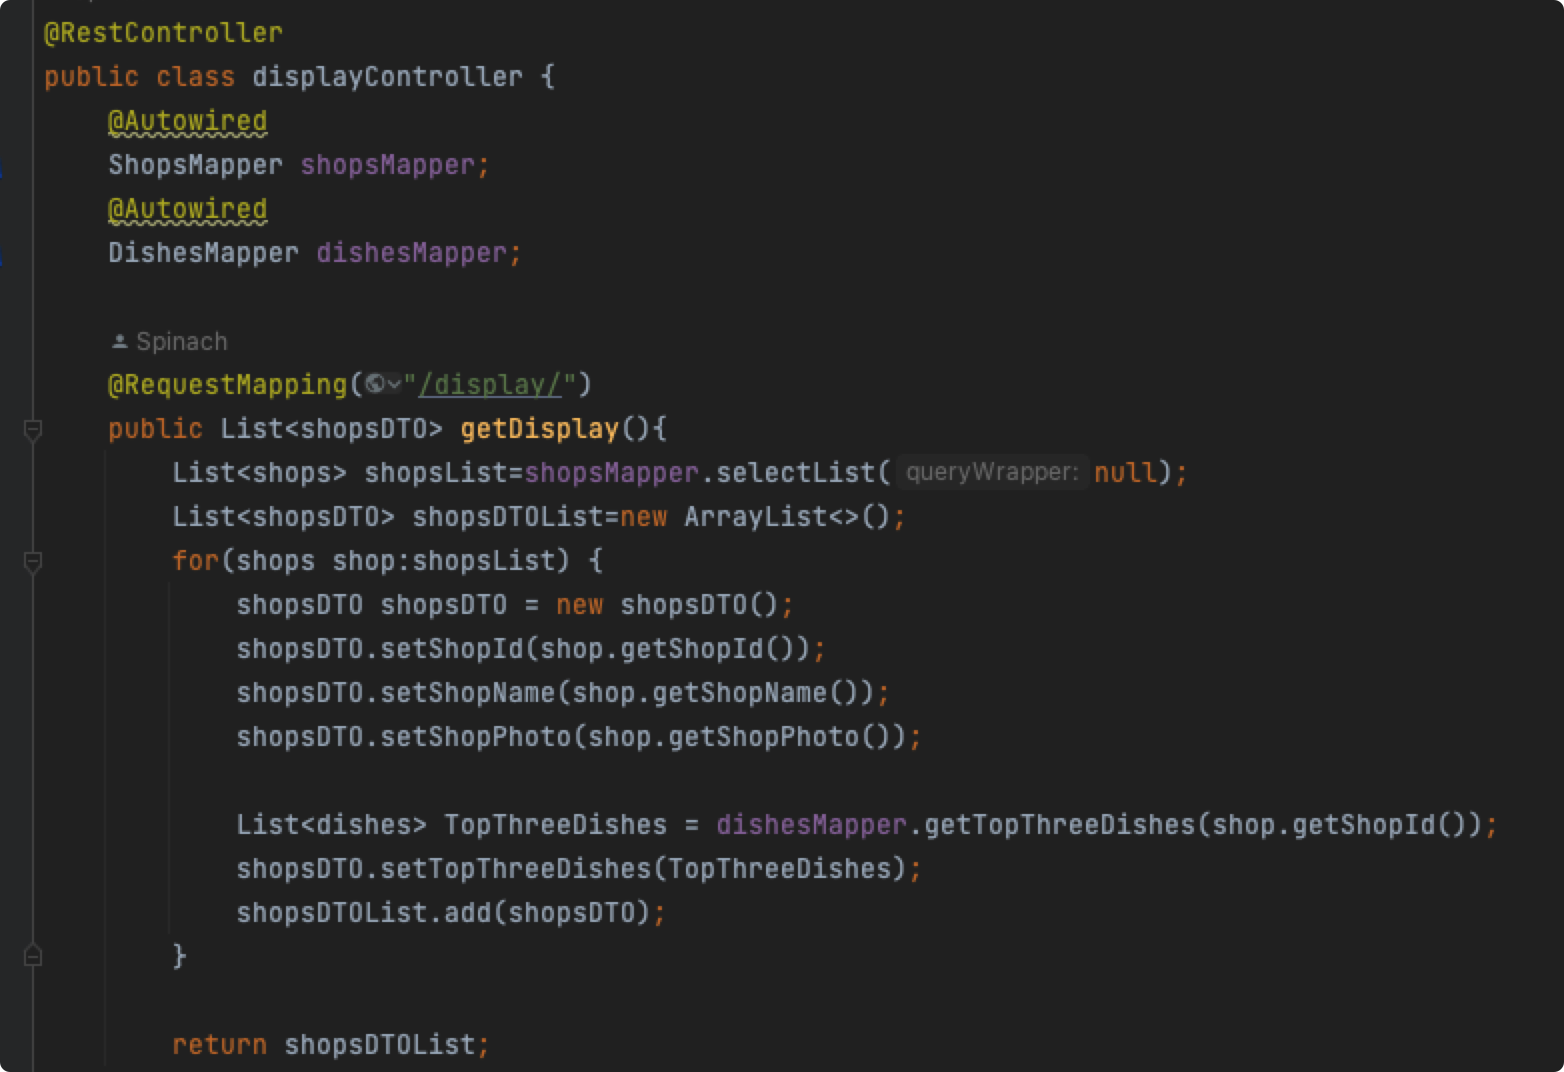 @RestController
public class displayController {
@Autowired
ShopsMapper shopsMapper;
@Autowired
DishesMapper dishesMapper;
Spinach
@RequestMapping("/display/")
public List<shopsDTO> getDisplay(){
List<shops> shopsList=shopsMapper.selectList( queryWrapper: null);
List<shopsDTO> shopsDTOList=new ArrayList<>();
for(shops shop:shopsList) {
shopsDTO shopsDTO = new shopsDTO();
shopsDTO.setShopId(shop.getShopId());
shopsDTO.setShopName(shop.getShopName());
shopsDTO.setShopPhoto(shop.getShopPhoto());
List<dishes> TopThreeDishes = dishesMapper.getTopThreeDishes(shop.getShopId());
shopsDTO.setTopThreeDishes(TopThreeDishes);
shopsDTOList.add(shopsDTO);
}
return shopsDTOList;